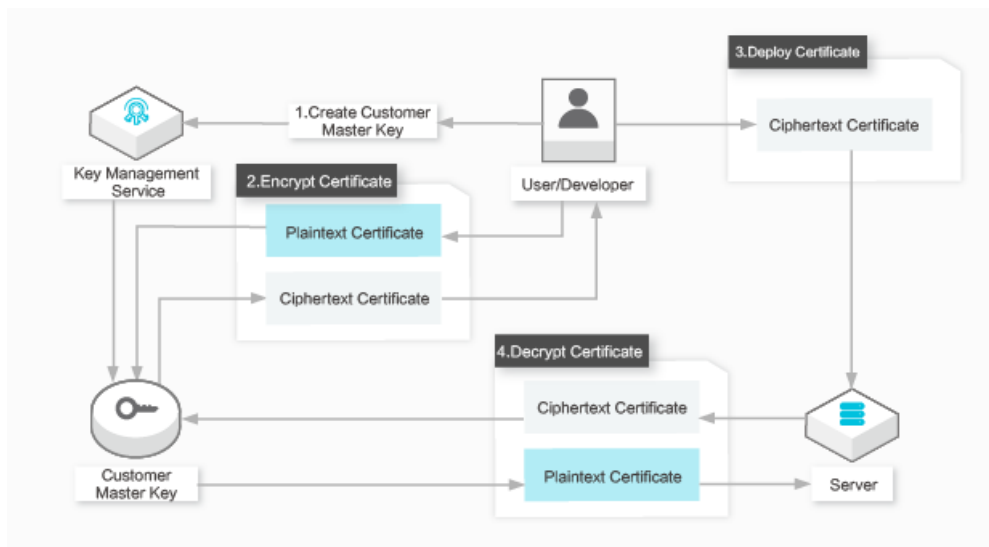 3.Deploy Certificate
1.Create Customer
Master Key
Ciphertext Certificate
Key Management
Service
2.Encrypt Certificate
User/Developer
Plaintext Certificate
Ciphertext Certificate
4.Decrypt Certificate
Ciphertext Certificate
Customer
Master Key
Plaintext Certificate
Server